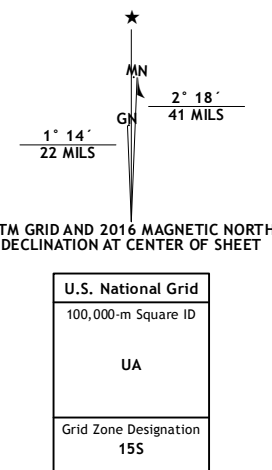 ★
MN
GN
2° 18´
41 MILS
1° 14´
22 MILS
TM GRID AND 2016 MAGNETIC NORTH
DECLINATION AT CENTER OF SHEET
U.S. National Grid
100,000-m Square ID
UA
Grid Zone Designation
15S